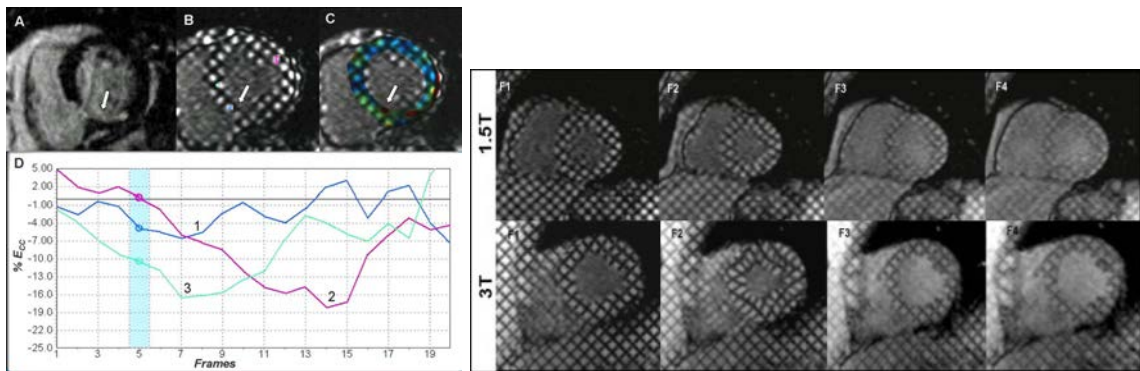 A
B
C
D
5.00
2.00
-1.00
-4.00
-7.00
-10.0
-13.0
-16.0
-19.0
-22.0
-25.0
% ECC
1
2
3
1 3 5 7 9 11 13 15 17 19
Frames
1.5T
F1 F2 F3 F4
3T
F1 F2 F3 F4